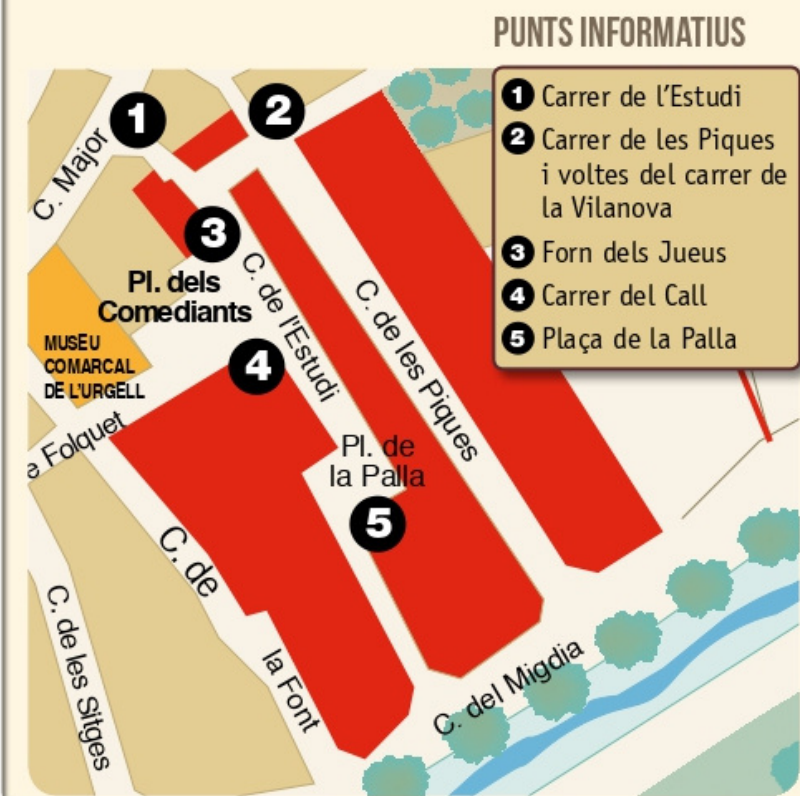 PUNTS INFORMATIUS
1 Carrer de l'Estudi
2 Carrer de les Piques
i voltes del carrer de
la Vilanova
3 Forn dels Jueus
4 Carrer del Call
5 Plaça de la Palla
1
2
C. Major
3
Pl. dels
Comediants
C. de l'Estudi
C. de les Piques
MUSEU
COMARCAL
DE L'URGELL
4
e Folquet
Pl. de
la Palla
5
C. de
la Font
C. de les Sitges
C. del Migdia